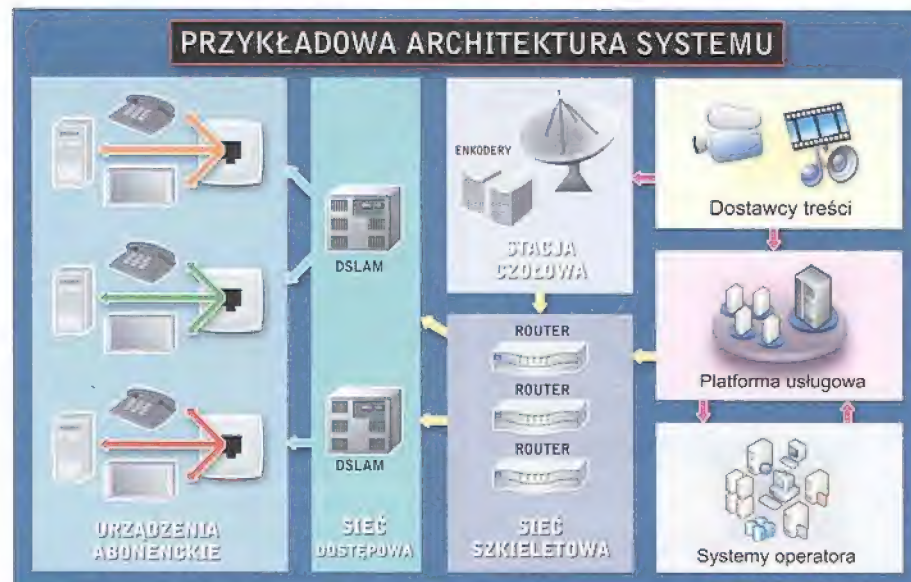 PRZYKŁADOWA ARCHITEKTURA SYSTEMU
URZĄDZENIA
ABONENCKIE
DSLAM
DSLAM
SIEĆ
DOSTĘPOWA
ENKODERY
STACJA
CZOŁOWA
ROUTER
ROUTER
ROUTER
SIEĆ
SZKIELETOWA
Dostawcy treści
Platforma usługowa
Systemy operatora